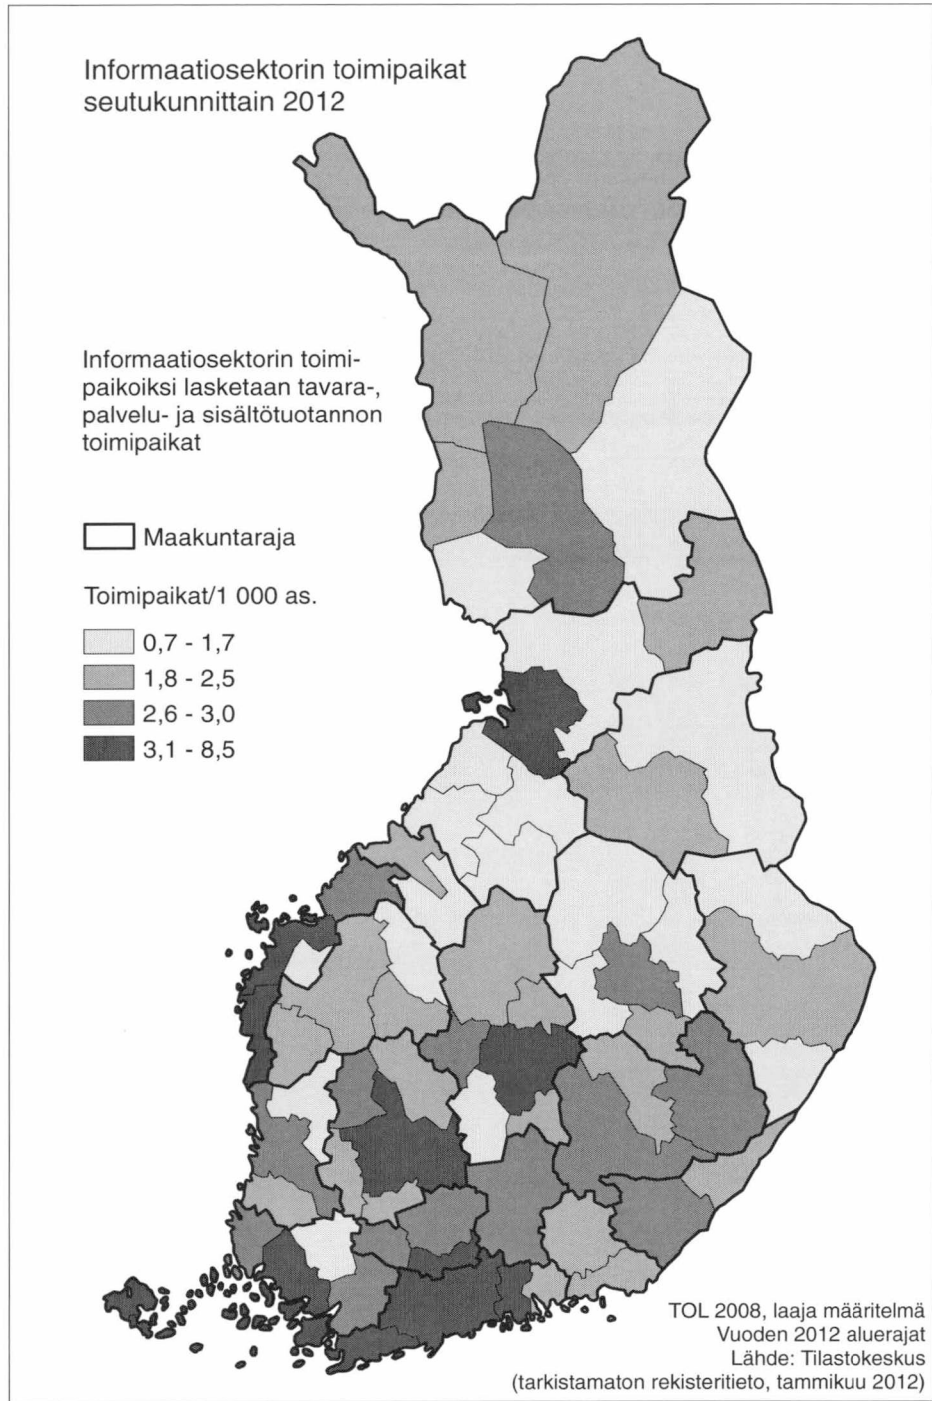 Informaatiosektorin toimipaikat
seutukunnittain 2012
Informaatiosektorin toimi-
paikoiksi lasketaan tavara-,
palvelu- ja sisältötuotannon
toimipaikat
Maakuntaraja
Toimipaikat/1 000 as.
0,7 - 1,7
1,8 - 2,5
2,6 - 3,0
3,1 - 8,5
TOL 2008, laaja määritelmä
Vuoden 2012 aluerajat
Lähde: Tilastokeskus
(tarkistamaton rekisteritieto, tammikuu 2012)